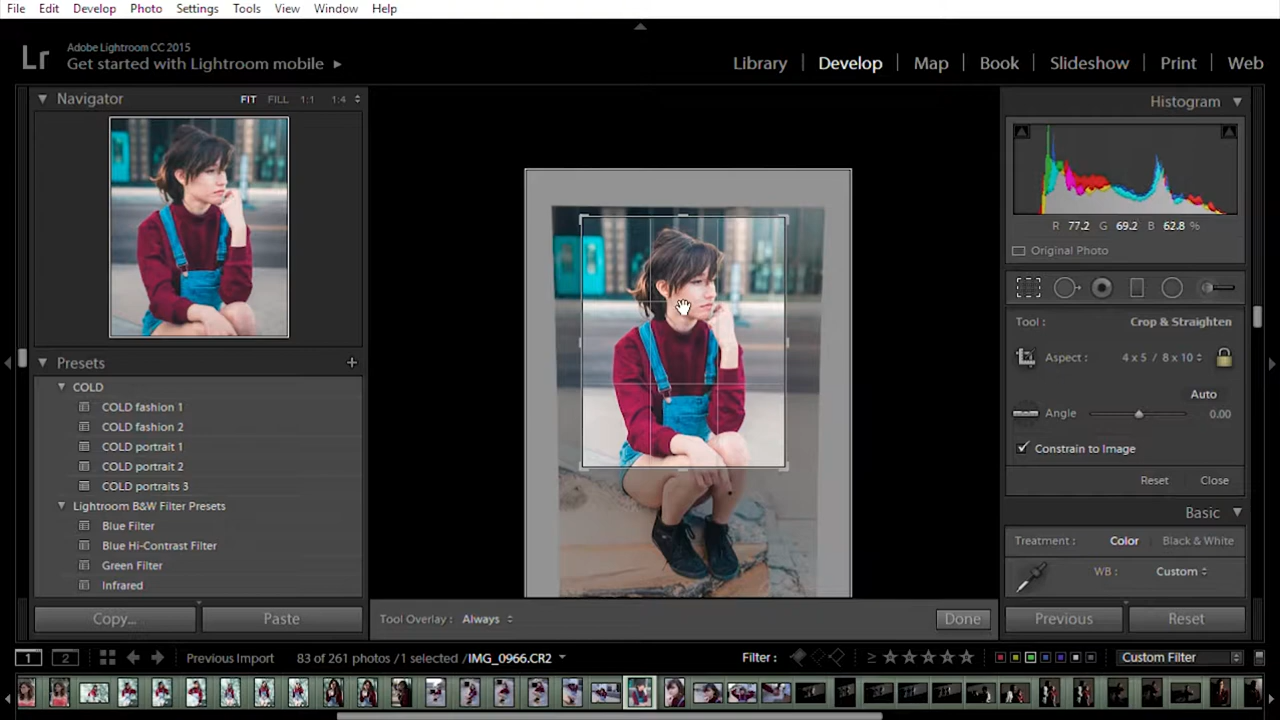 File Edit Develop Photo Settings Tools View Window Help
Lr
Adobe Lightroom CC 2015
Get started with Lightroom mobile
Library Develop Map Book Slideshow Print Web
Navigator FIT FILL 1:1 1:4
Histogram
R 77.2 G 69.2 B 62.8 %
Original Photo
Tool : Crop & Straighten
Aspect : 4 x 5 / 8 x 10
Auto
Angle 0.00
Constrain to Image
Reset Close
Basic
Treatment : Color Black & White
WB : Custom
Previous Reset
Presets +
COLD
COLD fashion 1
COLD fashion 2
COLD portrait 1
COLD portrait 2
COLD portraits 3
Lightroom B&W Filter Presets
Blue Filter
Blue Hi-Contrast Filter
Green Filter
Infrared
Copy... Paste
Tool Overlay : Always Done
1 2 Previous Import 83 of 261 photos /1 selected /IMG_0966.CR2 Filter : ≥ Custom Filter